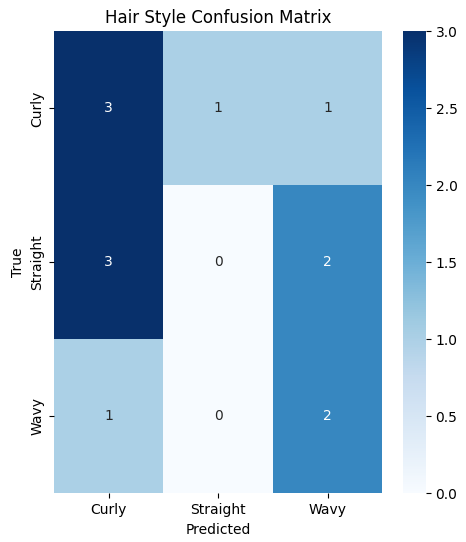 Hair Style Confusion Matrix
True
Curly
3 1 1
Straight
3 0 2
Wavy
1 0 2
Curly Straight Wavy
Predicted
3.0
2.5
2.0
1.5
1.0
0.5
0.0